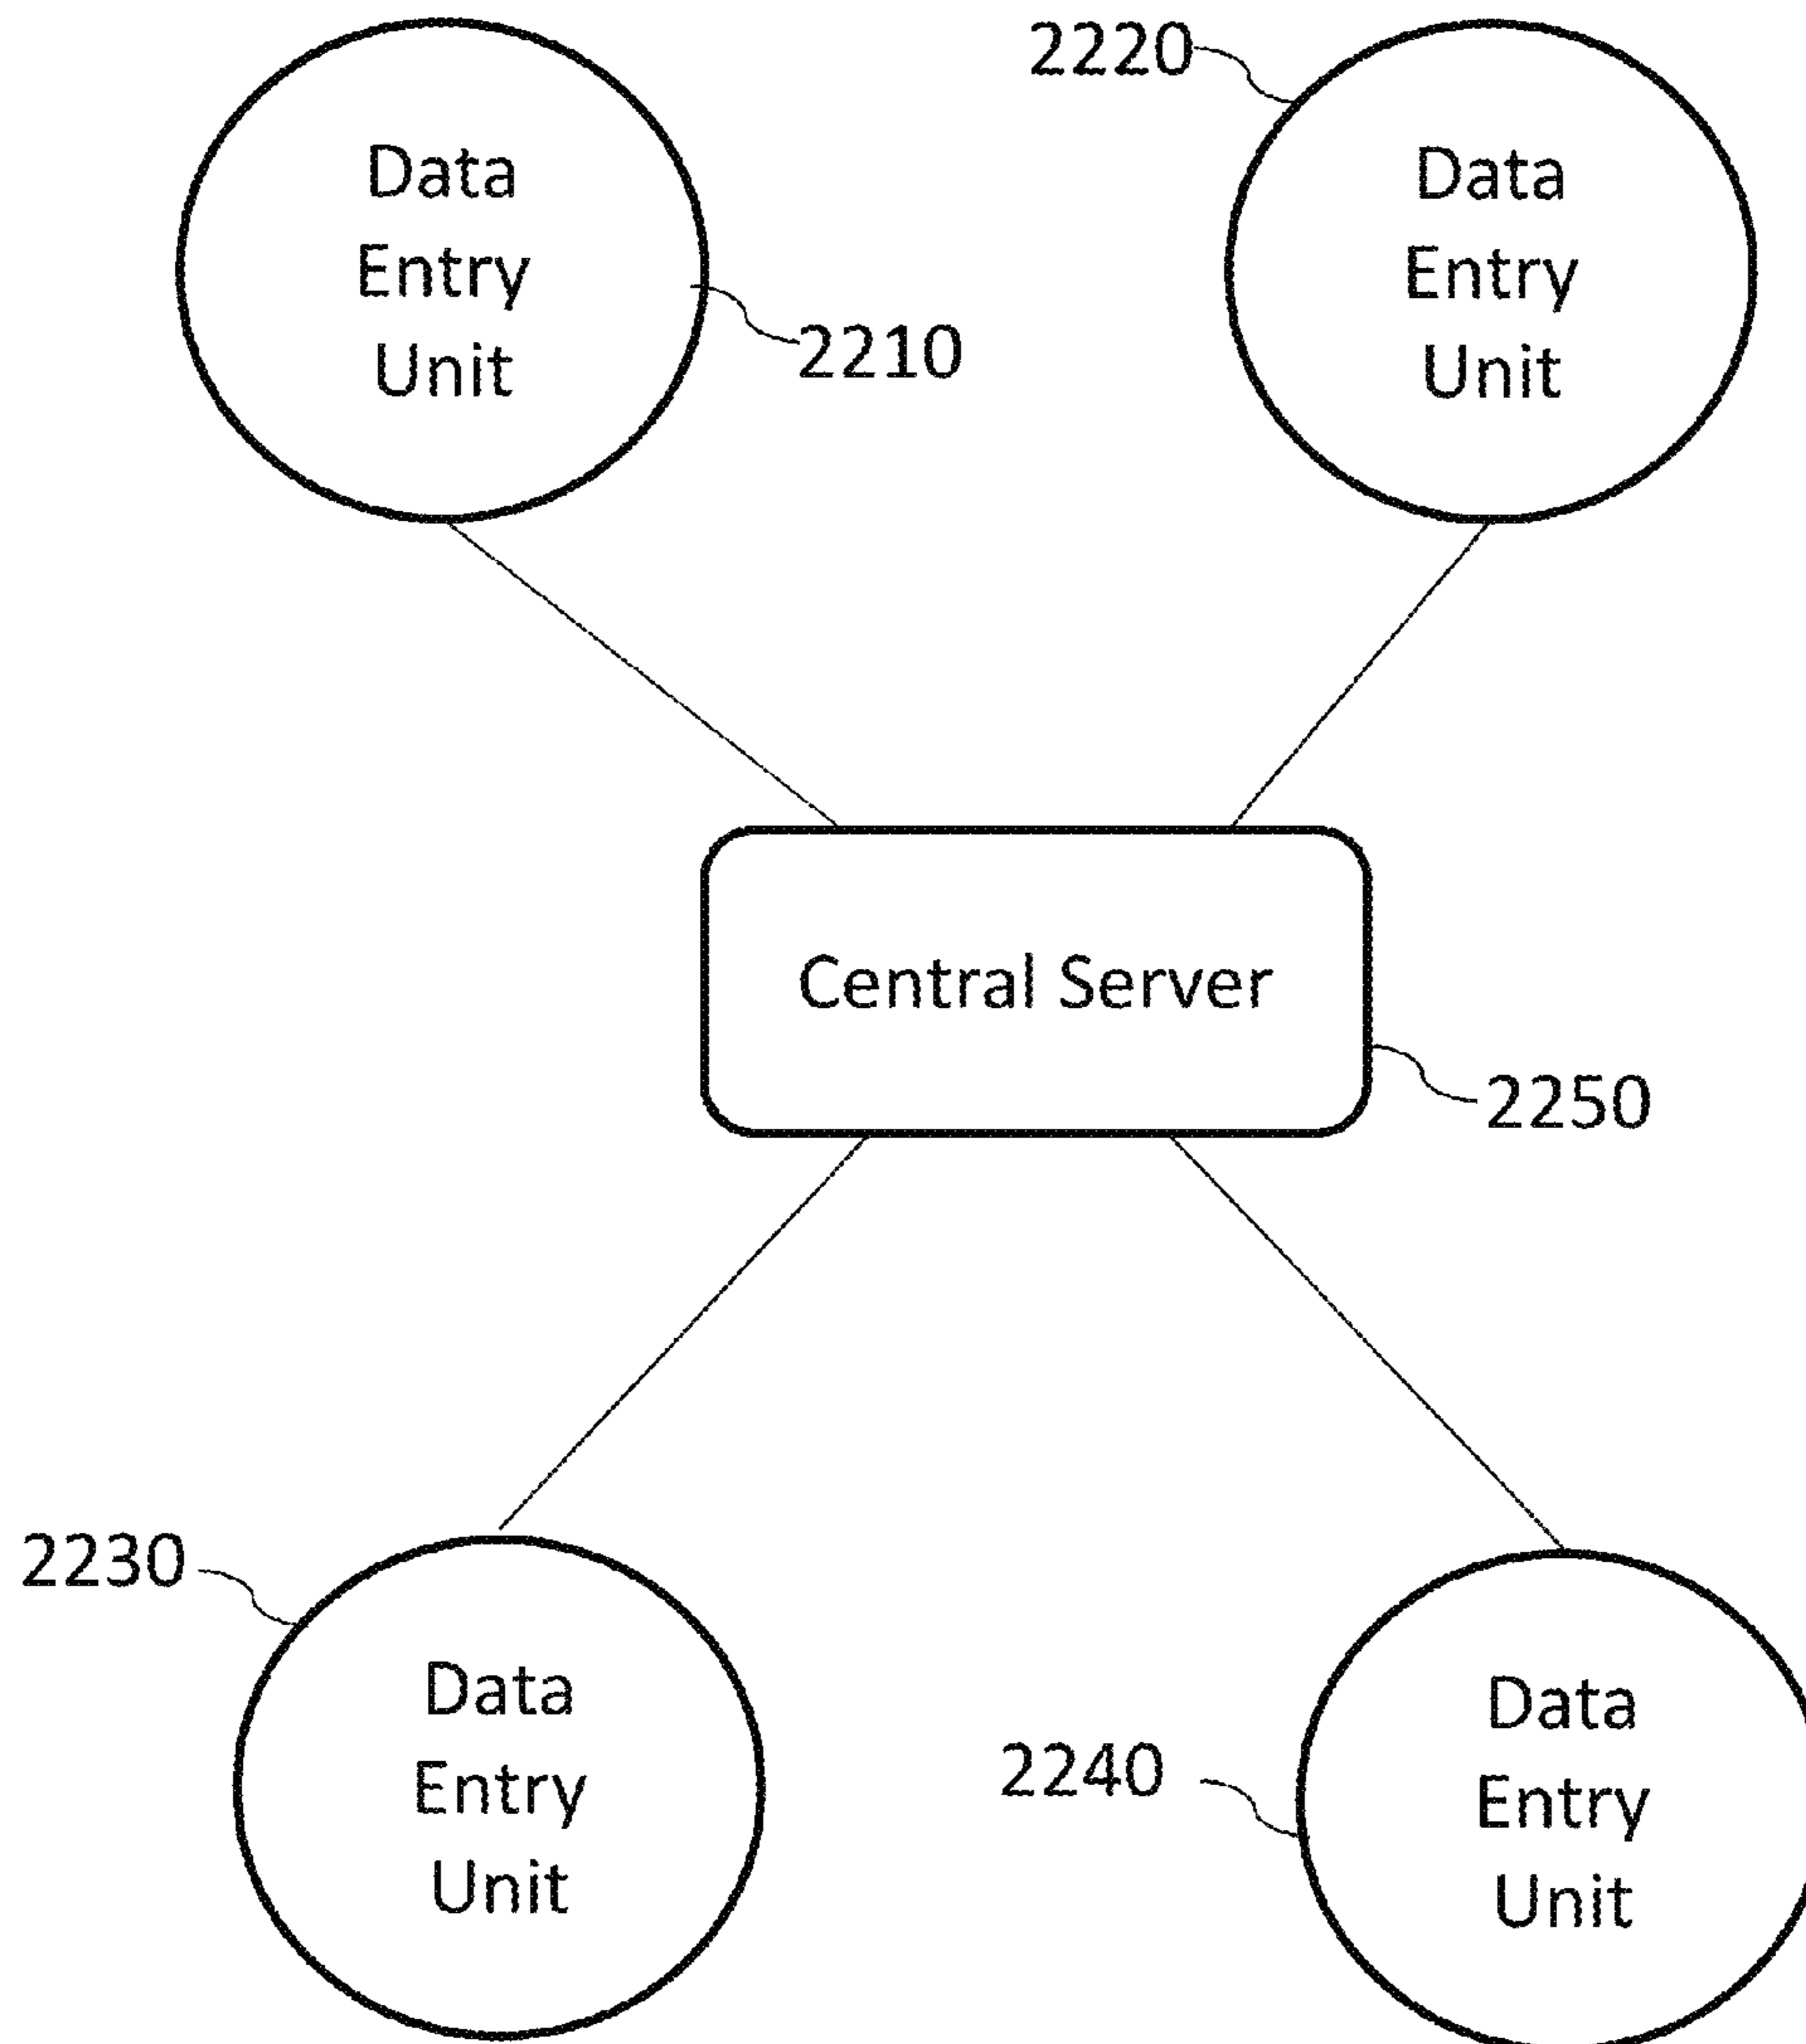 2220
Data
Entry
Unit
2210
Data
Entry
Unit
Central Server
2250
2230
Data
Entry
Unit
2240
Data
Entry
Unit